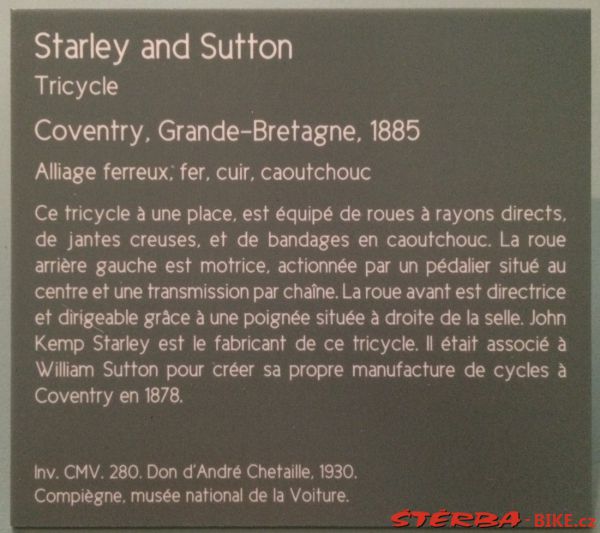 Starley and Sutton
Tricycle
Coventry, Grande-Bretagne, 1885
Alliage ferreux, fer, cuir, caoutchouc
Ce tricycle à une place, est équipé de roues à rayons directs,
de jantes creuses, et de bandages en caoutchouc. La roue
arrière gauche est motrice, actionnée par un pédalier situé au
centre et une transmission par chaîne. La roue avant est directrice
et dirigeable grâce à une poignée située à droite de la selle. John
Kemp Starley est le fabricant de ce tricycle. Il était associé à
William Sutton pour créer sa propre manufacture de cycles à
Coventry en 1878.
Inv. CMV. 280. Don d'André Chetaille, 1930.
Compiègne, musée national de la Voiture.
ŠTĚRBA-BIKE.cz